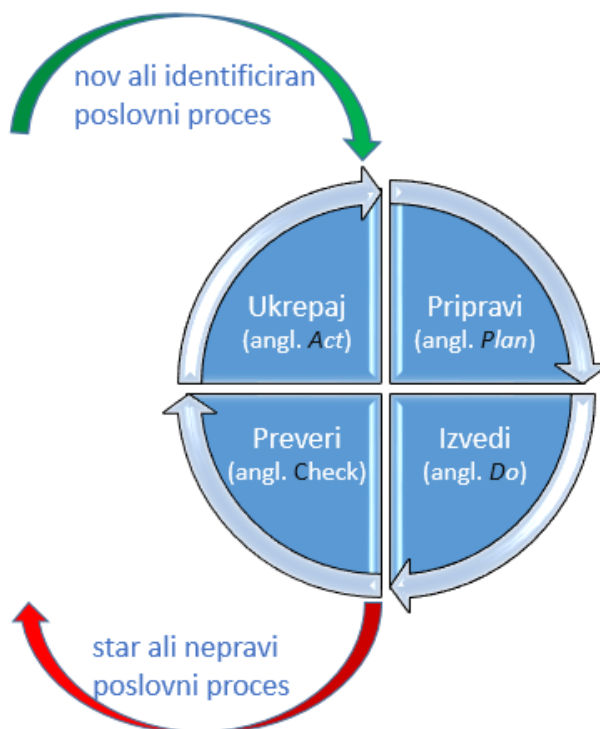 nov ali identificiran
poslovni proces
Ukrepaj
(angl. Act)
Pripravi
(angl. Plan)
Preveri
(angl. Check)
Izvedi
(angl. Do)
star ali nepravi
poslovni proces